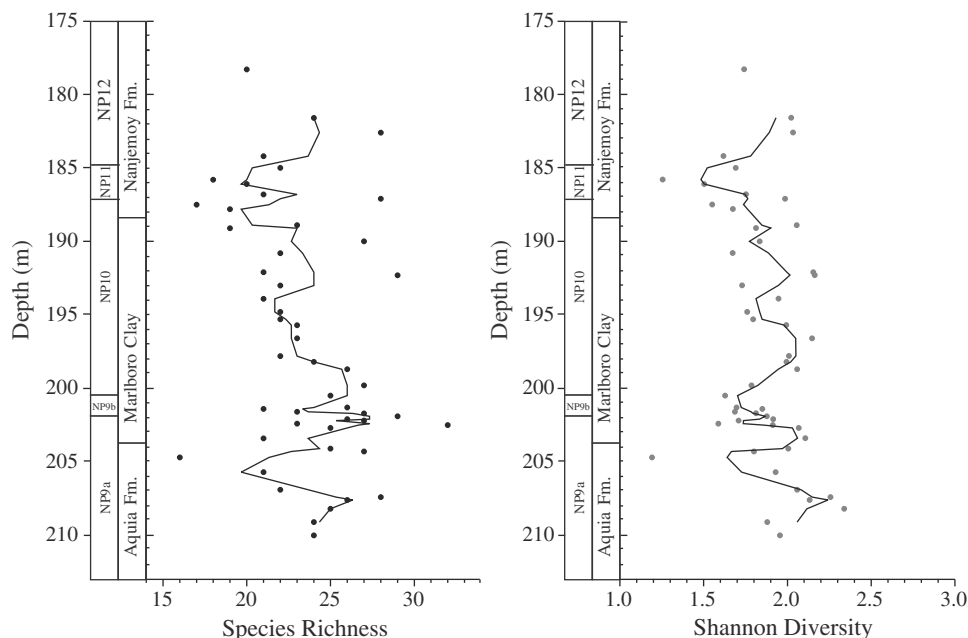 175
180
185
190
195
200
205
210
Depth (m)
NP12
NP11
NP10
NP9b
NP9a
Nanjemoy Fm.
Marlboro Clay
Aquia Fm.
15 20 25 30
Species Richness
175
180
185
190
195
200
205
210
Depth (m)
NP12
NP11
NP10
NP9b
NP9a
Nanjemoy Fm.
Marlboro Clay
Aquia Fm.
1.0 1.5 2.0 2.5 3.0
Shannon Diversity